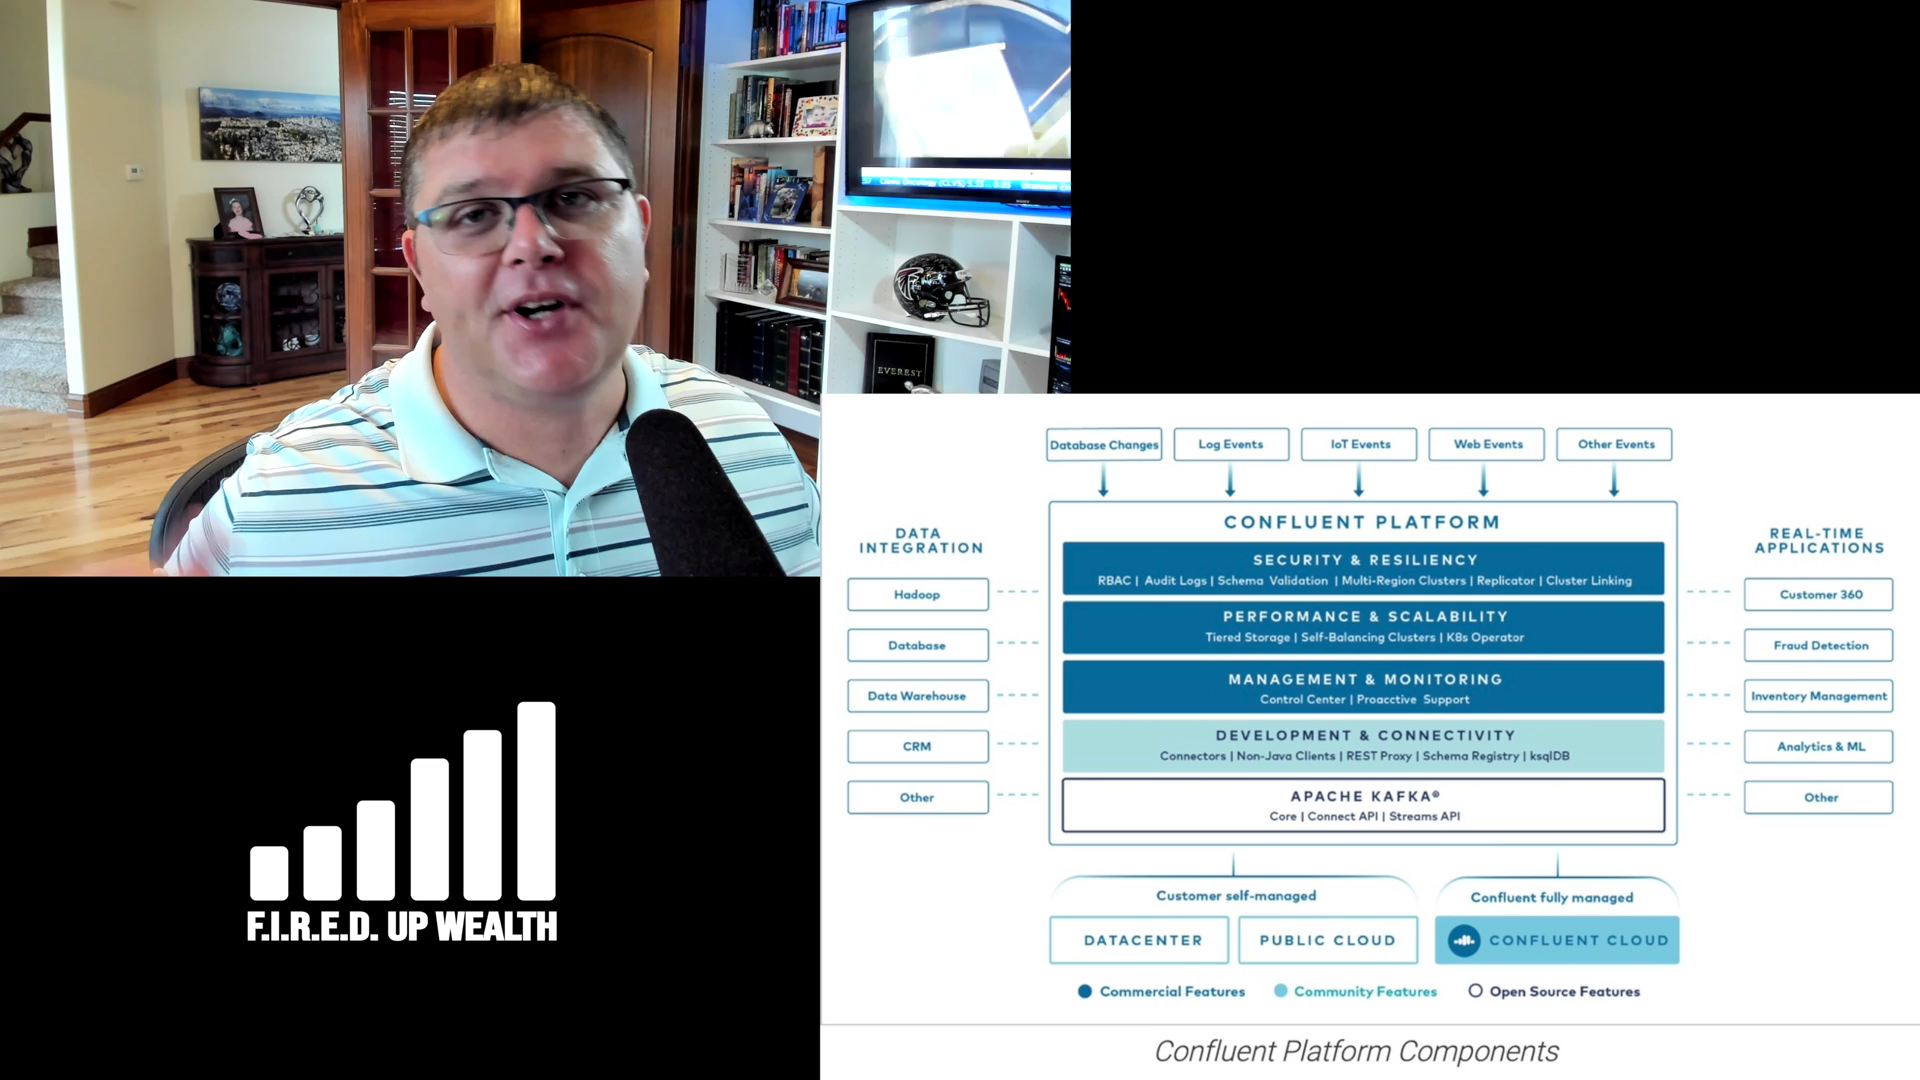 EVEREST
F.I.R.E.D. UP WEALTH
Database Changes
Log Events
IoT Events
Web Events
Other Events
DATA
INTEGRATION
Hadoop
Database
Data Warehouse
CRM
Other
CONFLUENT PLATFORM
SECURITY & RESILIENCY
RBAC | Audit Logs | Schema Validation | Multi-Region Clusters | Replicator | Cluster Linking
PERFORMANCE & SCALABILITY
Tiered Storage | Self-Balancing Clusters | K8s Operator
MANAGEMENT & MONITORING
Control Center | Proacctive Support
DEVELOPMENT & CONNECTIVITY
Connectors | Non-Java Clients | REST Proxy | Schema Registry | ksqlDB
APACHE KAFKA®
Core | Connect API | Streams API
REAL-TIME
APPLICATIONS
Customer 360
Fraud Detection
Inventory Management
Analytics & ML
Other
Customer self-managed
Confluent fully managed
DATACENTER
PUBLIC CLOUD
CONFLUENT CLOUD
Commercial Features
Community Features
Open Source Features
Confluent Platform Components